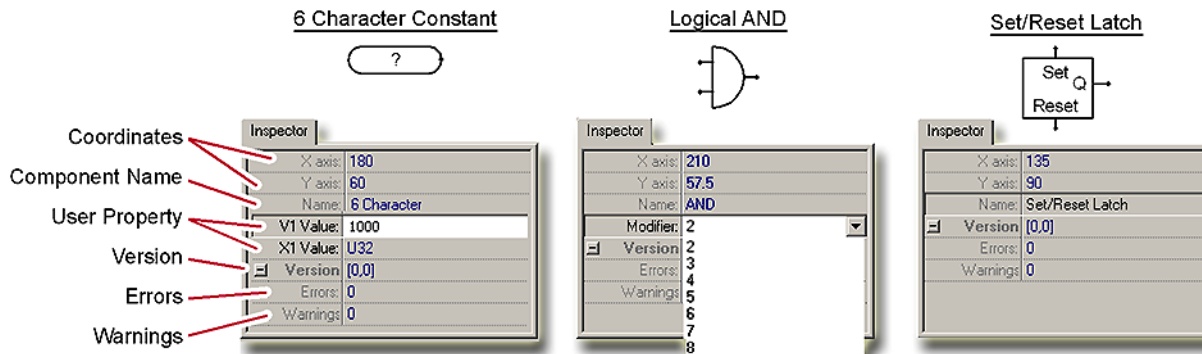 6 Character Constant
?
Logical AND
Set/Reset Latch
Set
Q
Reset
Coordinates
Component Name
User Property
Version
Errors
Warnings
Inspector
X axis: 180
Y axis: 60
Name: 6 Character
V1 Value: 1000
X1 Value: U32
Version [0,0]
Errors: 0
Warnings 0
Inspector
X axis: 210
Y axis: 57.5
Name: AND
Modifier: 2
Version 2
3
Errors: 4
5
Warnings 6
7
8
Inspector
X axis: 135
Y axis: 90
Name: Set/Reset Latch
Version [0,0]
Errors: 0
Warnings 0